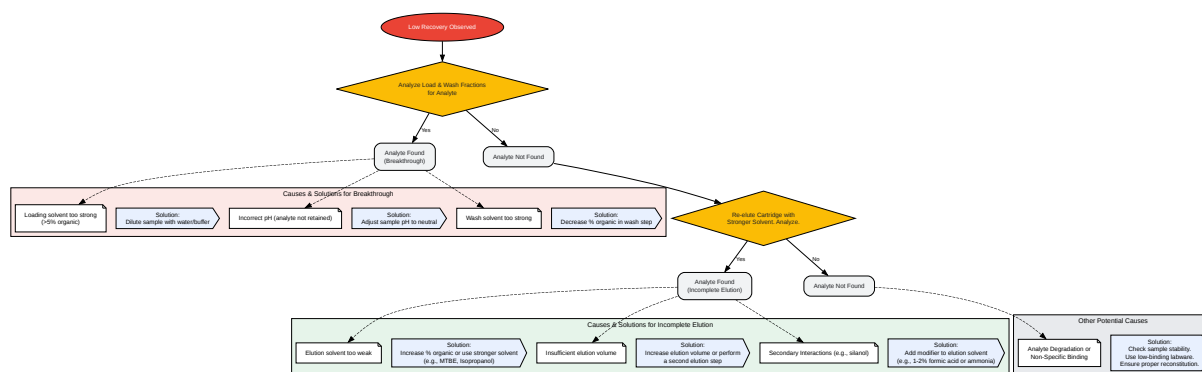 Low Recovery Observed
Analyze Load & Wash Fractions
for Analyte
Yes
No
Analyte Found
(Breakthrough)
Analyte Not Found
Causes & Solutions for Breakthrough
Loading solvent too strong
(>5% organic)
Solution:
Dilute sample with water/buffer
Incorrect pH (analyte not retained)
Solution:
Adjust sample pH to neutral
Wash solvent too strong
Solution:
Decrease % organic in wash step
Re-elute Cartridge with
Stronger Solvent. Analyze.
Yes
No
Analyte Found
(Incomplete Elution)
Analyte Not Found
Causes & Solutions for Incomplete Elution
Elution solvent too weak
Solution:
Increase % organic or use stronger solvent
(e.g., MTBE, Isopropanol)
Insufficient elution volume
Solution:
Increase elution volume or perform
a second elution step
Secondary Interactions (e.g., silanol)
Solution:
Add modifier to elution solvent
(e.g., 1-2% formic acid or ammonia)
Other Potential Causes
Analyte Degradation or
Non-Specific Binding
Solution:
Check sample stability.
Use low-binding labware.
Ensure proper reconstitution.